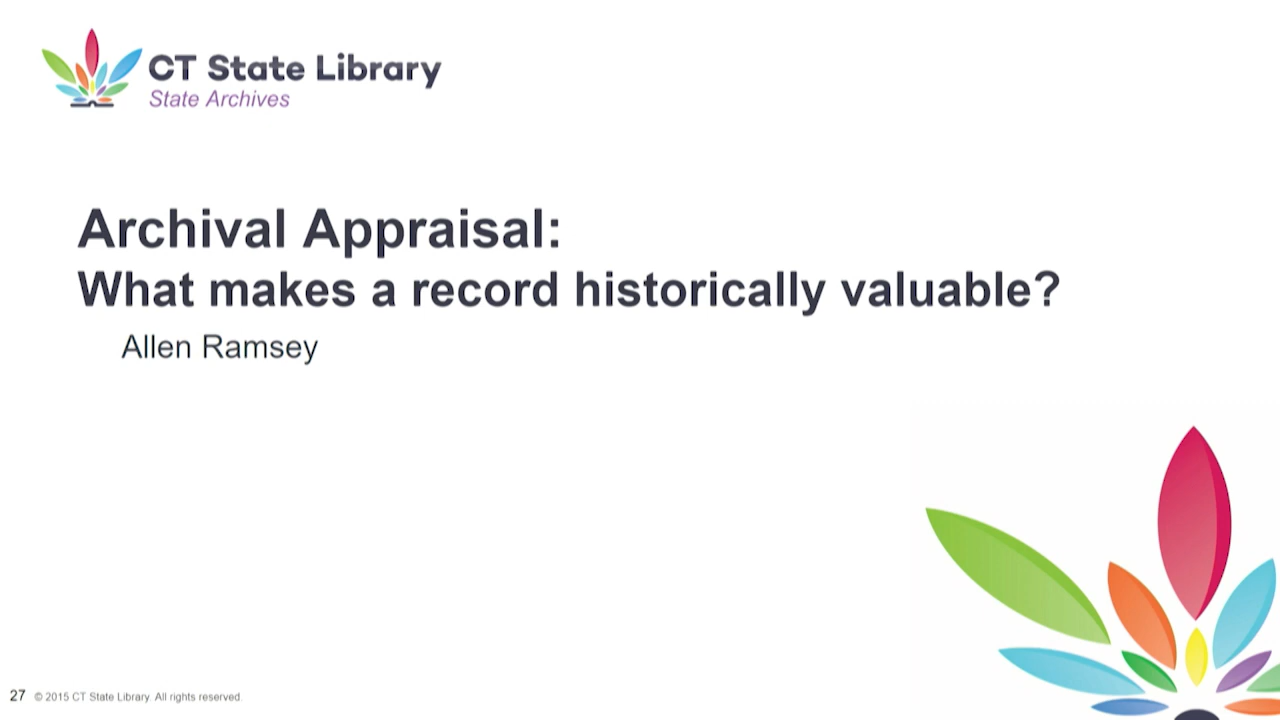 CT State Library
State Archives
Archival Appraisal:
What makes a record historically valuable?
Allen Ramsey
27 © 2015 CT State Library. All rights reserved.